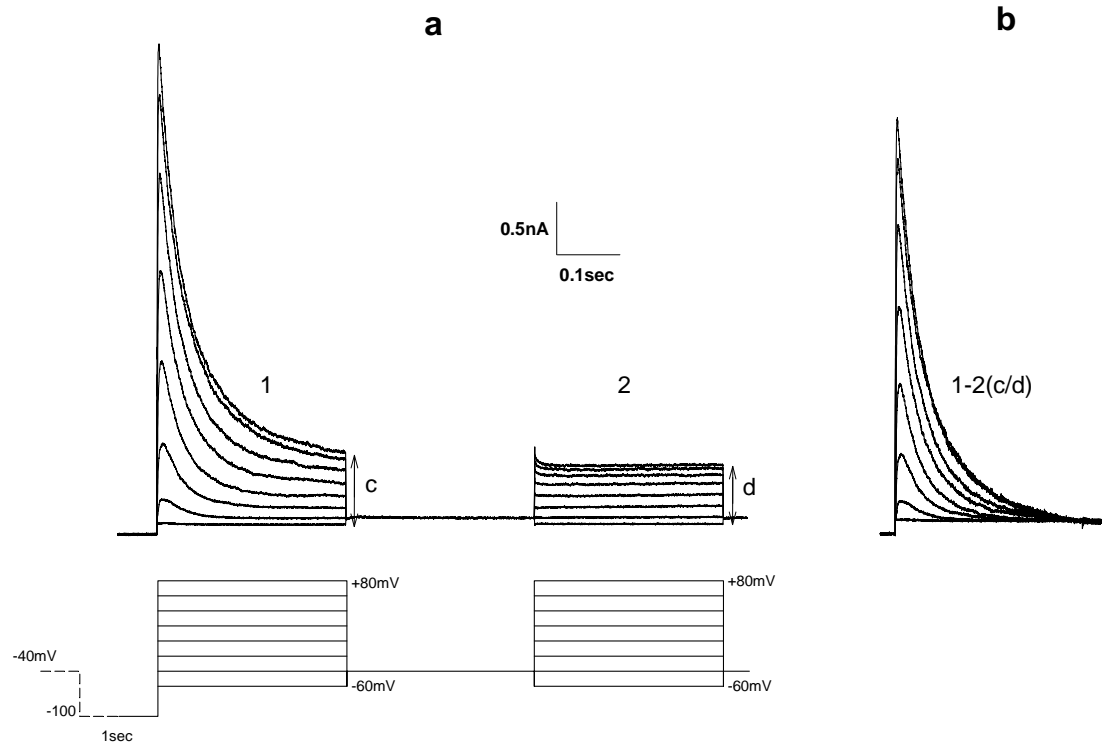 a
b
0.5nA
0.1sec
1
2
1-2(c/d)
c
d
+80mV
+80mV
-40mV
-60mV
-60mV
-100
1sec